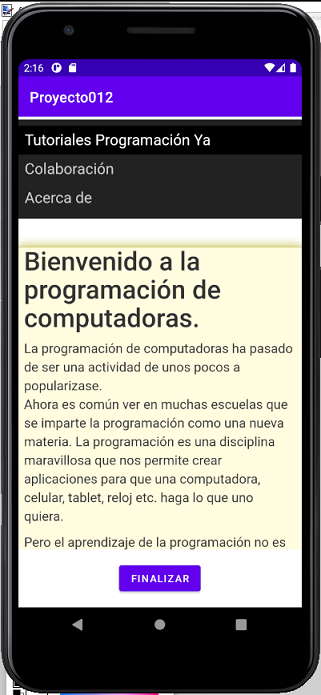 2:16
Proyecto012
Tutoriales Programación Ya
Colaboración
Acerca de
Bienvenido a la
programación de
computadoras.
La programación de computadoras ha pasado
de ser una actividad de unos pocos a
popularizase.
Ahora es común ver en muchas escuelas que
se imparte la programación como una nueva
materia. La programación es una disciplina
maravillosa que nos permite crear
aplicaciones para que una computadora,
celular, tablet, reloj etc. haga lo que uno
quiera.
Pero el aprendizaje de la programación no es
FINALIZAR